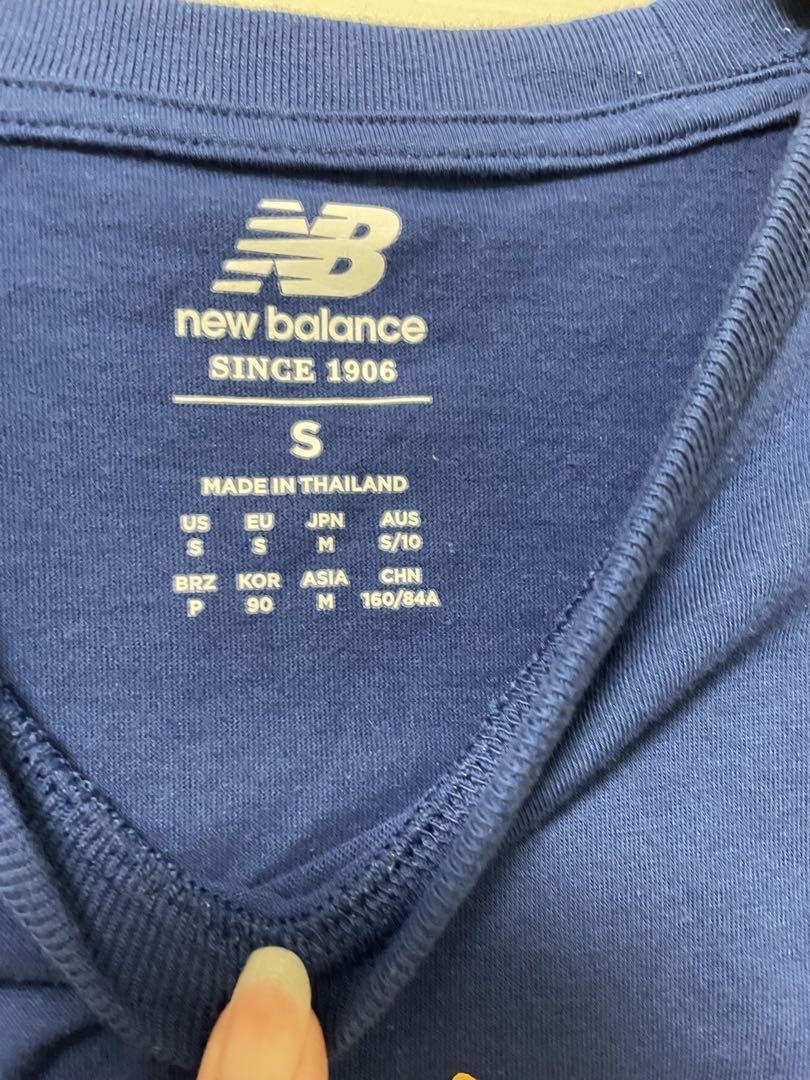 NB
new balance
SINCE 1906
S
MADE IN THAILAND
US EU JPN AUS
S S M S/10
BRZ KOR ASIA CHN
P 90 M 160/84A